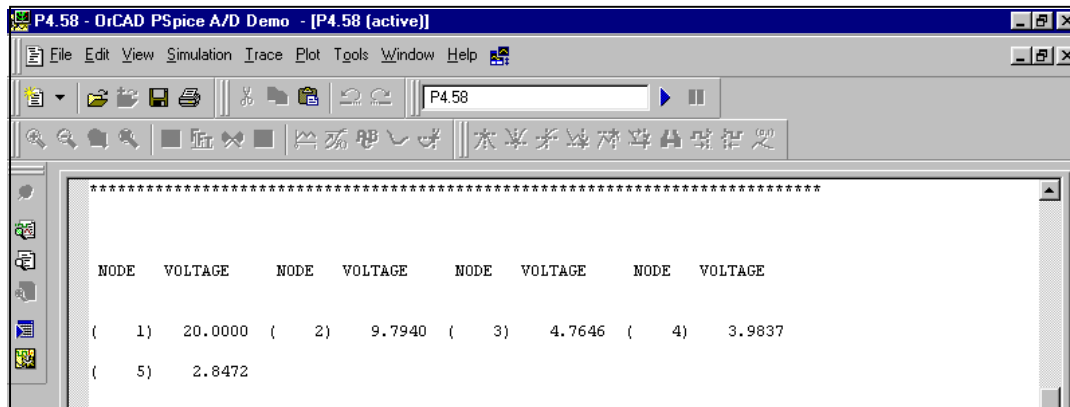 P4.58 - OrCAD PSpice A/D Demo - [P4.58 (active)]
File Edit View Simulation Trace Plot Tools Window Help
P4.58
******************************************************************************
NODE VOLTAGE NODE VOLTAGE NODE VOLTAGE NODE VOLTAGE
( 1) 20.0000 ( 2) 9.7940 ( 3) 4.7646 ( 4) 3.9837
( 5) 2.8472